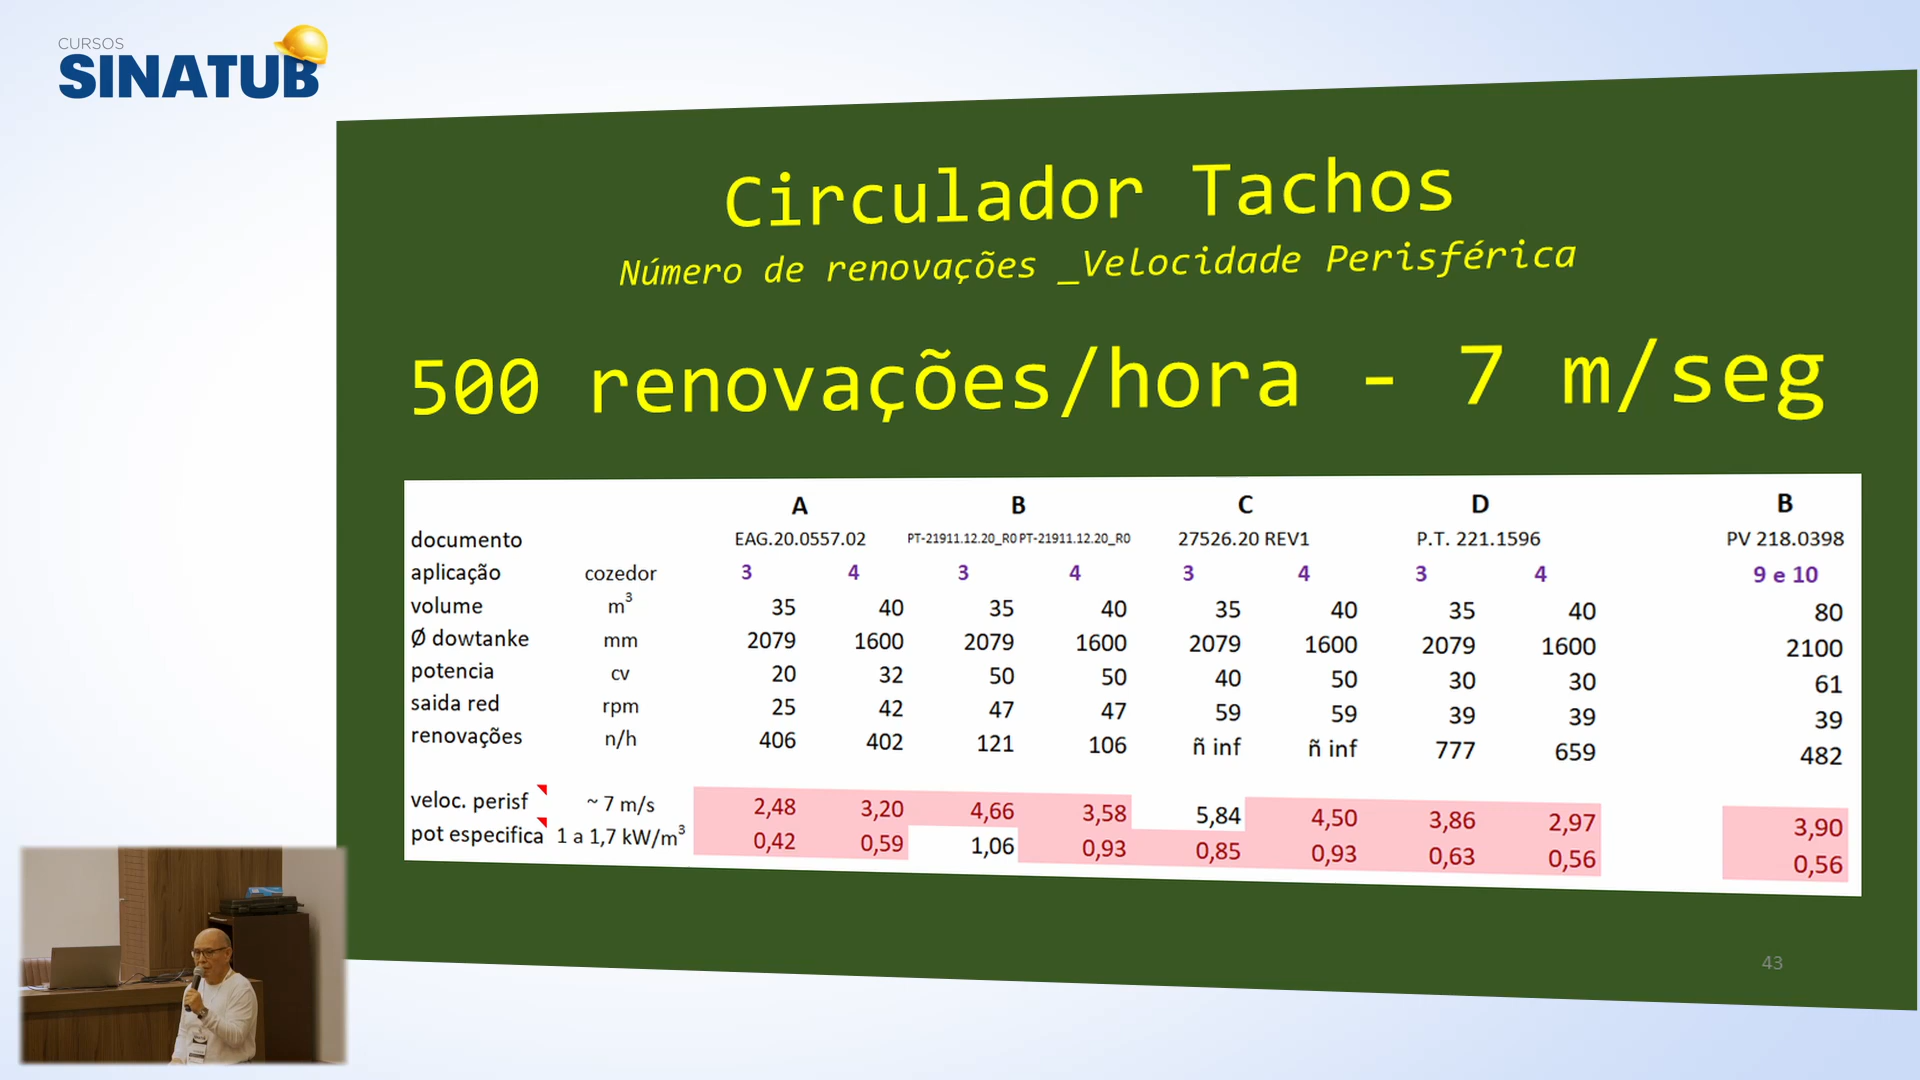 CURSOS
SINATUB
Circulador Tachos
Número de renovações _Velocidade Perisférica
500 renovações/hora - 7 m/seg
A B C D B
documento EAG.20.0557.02 PT-21911.12.20_R0 PT-21911.12.20_R0 27526.20 REV1 P.T. 221.1596 PV 218.0398
aplicação cozedor 3 4 3 4 3 4 3 4 9 e 10
volume m³ 35 40 35 40 35 40 35 40 80
Ø dowtanke mm 2079 1600 2079 1600 2079 1600 2079 1600 2100
potencia cv 20 32 50 50 40 50 30 30 61
saida red rpm 25 42 47 47 59 59 39 39 39
renovações n/h 406 402 121 106 ñ inf ñ inf 777 659 482
veloc. perisf ~ 7 m/s 2,48 3,20 4,66 3,58 5,84 4,50 3,86 2,97 3,90
pot especifica 1 a 1,7 kW/m³ 0,42 0,59 1,06 0,93 0,85 0,93 0,63 0,56 0,56
43